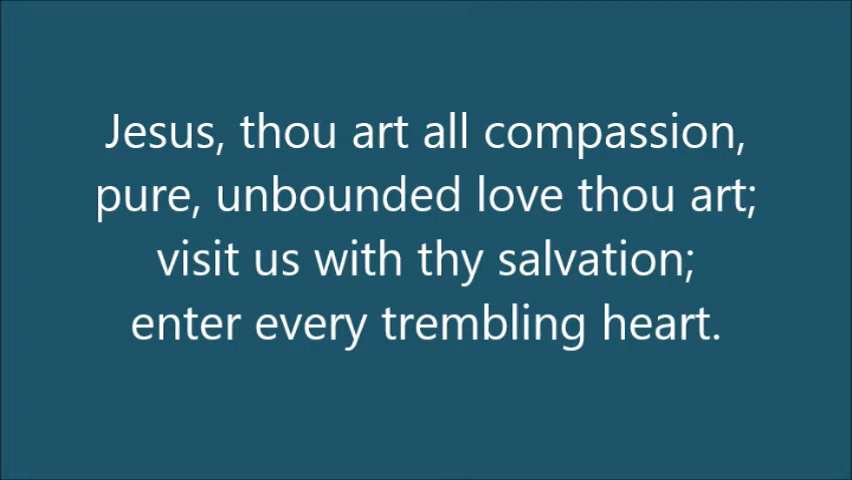 Jesus, thou art all compassion,
pure, unbounded love thou art;
visit us with thy salvation;
enter every trembling heart.